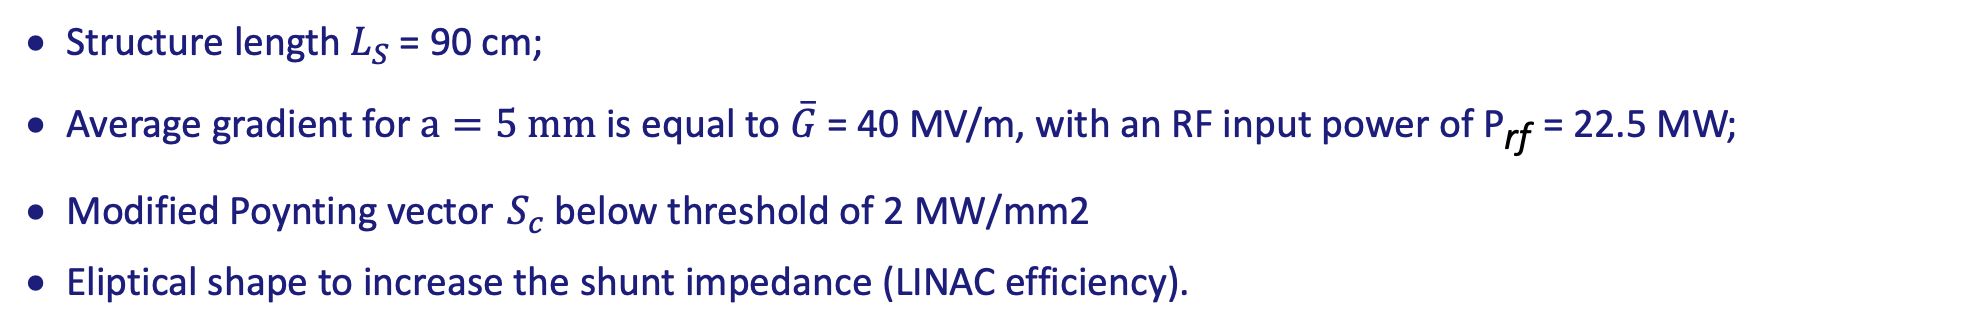 • Structure length L_S = 90 cm;
• Average gradient for a = 5 mm is equal to Ḡ = 40 MV/m, with an RF input power of P_rf = 22.5 MW;
• Modified Poynting vector S_c below threshold of 2 MW/mm2
• Eliptical shape to increase the shunt impedance (LINAC efficiency).